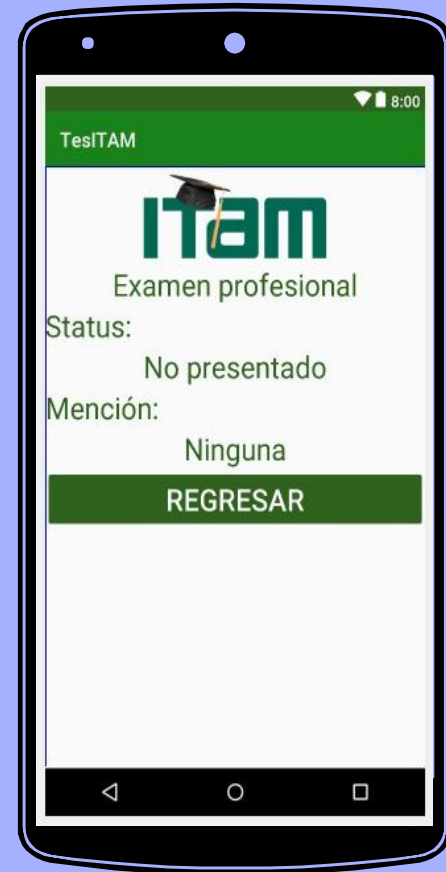 8:00
TesITAM
ITam
Examen profesional
Status:
No presentado
Mención:
Ninguna
REGRESAR